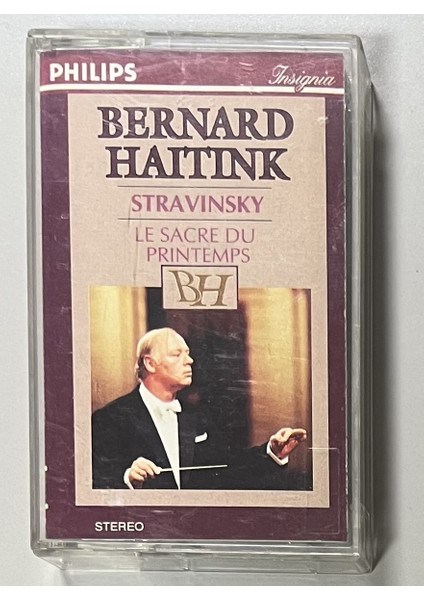 PHILIPS
Insignia
BERNARD
HAITINK
STRAVINSKY
LE SACRE DU
PRINTEMPS
BH
STEREO